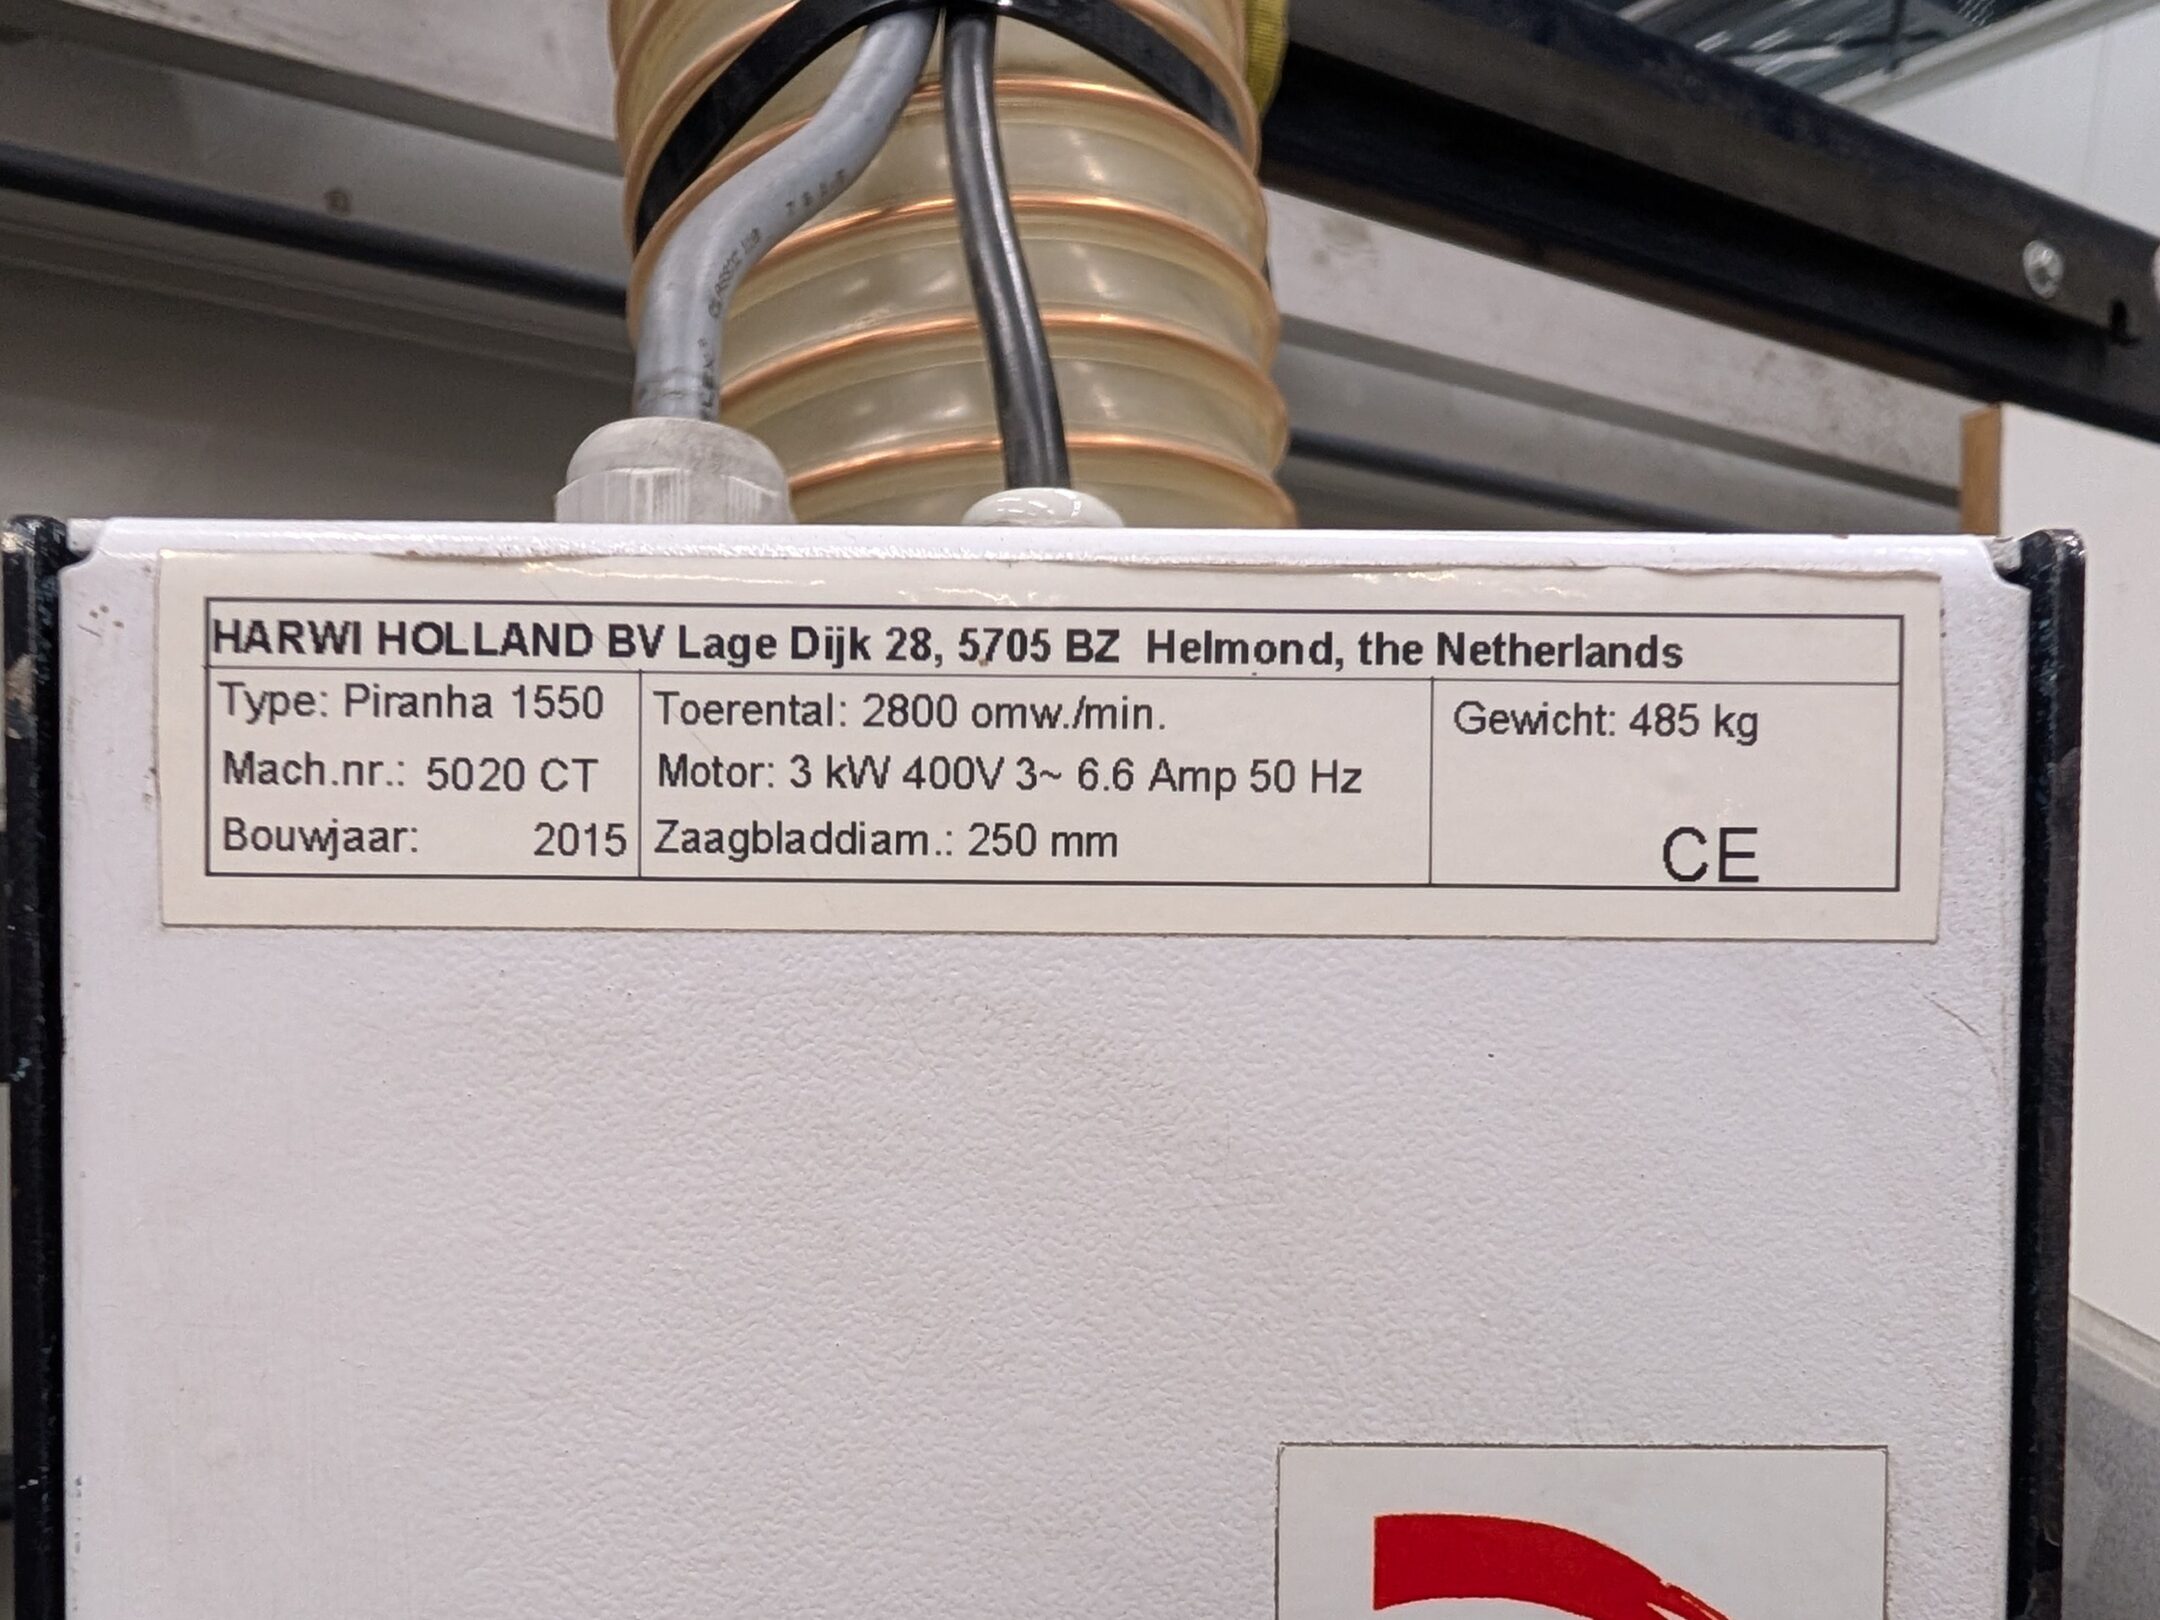 HARWI HOLLAND BV Lage Dijk 28, 5705 BZ Helmond, the Netherlands
Type: Piranha 1550
Mach.nr.: 5020 CT
Bouwjaar: 2015
Toerental: 2800 omw./min.
Motor: 3 kW 400V 3~ 6.6 Amp 50 Hz
Zaagbladdiam.: 250 mm
Gewicht: 485 kg
CE